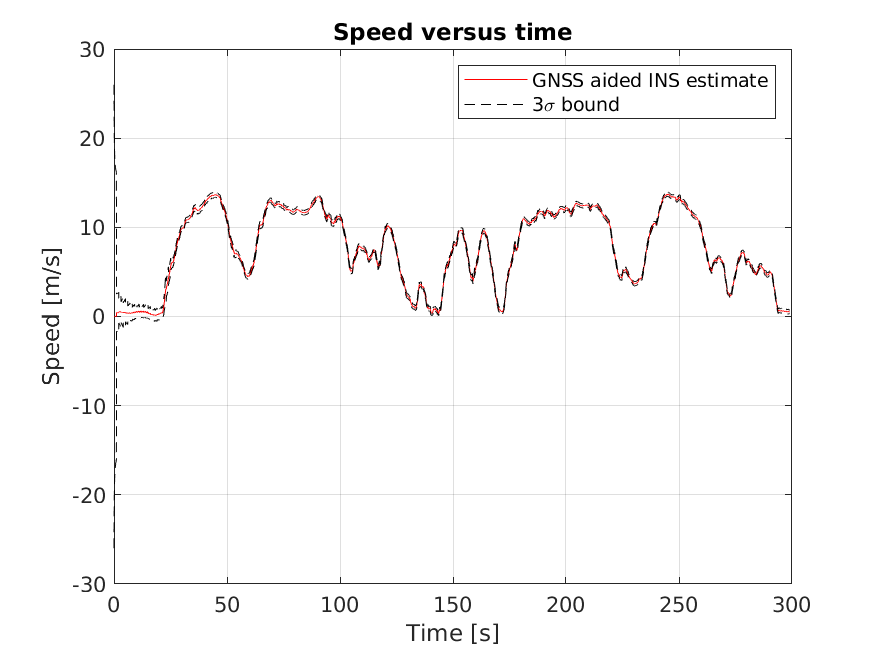 Speed versus time
GNSS aided INS estimate
3σ bound
30
20
10
0
-10
-20
-30
Speed [m/s]
0 50 100 150 200 250 300
Time [s]